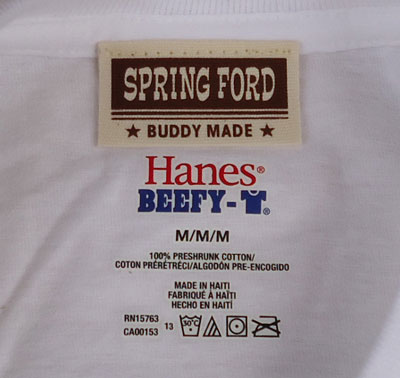 SPRING FORD
★ BUDDY MADE ★
Hanes®
BEEFY-T®
M/M/M
100% PRESHRUNK COTTON/
COTON PRÉRÉTRÉCI/ALGODÓN PRE-ENCOGIDO
MADE IN HAITI
FABRIQUÉ À HAÏTI
HECHO EN HAITÍ
RN15763
CA00153 13 30°C